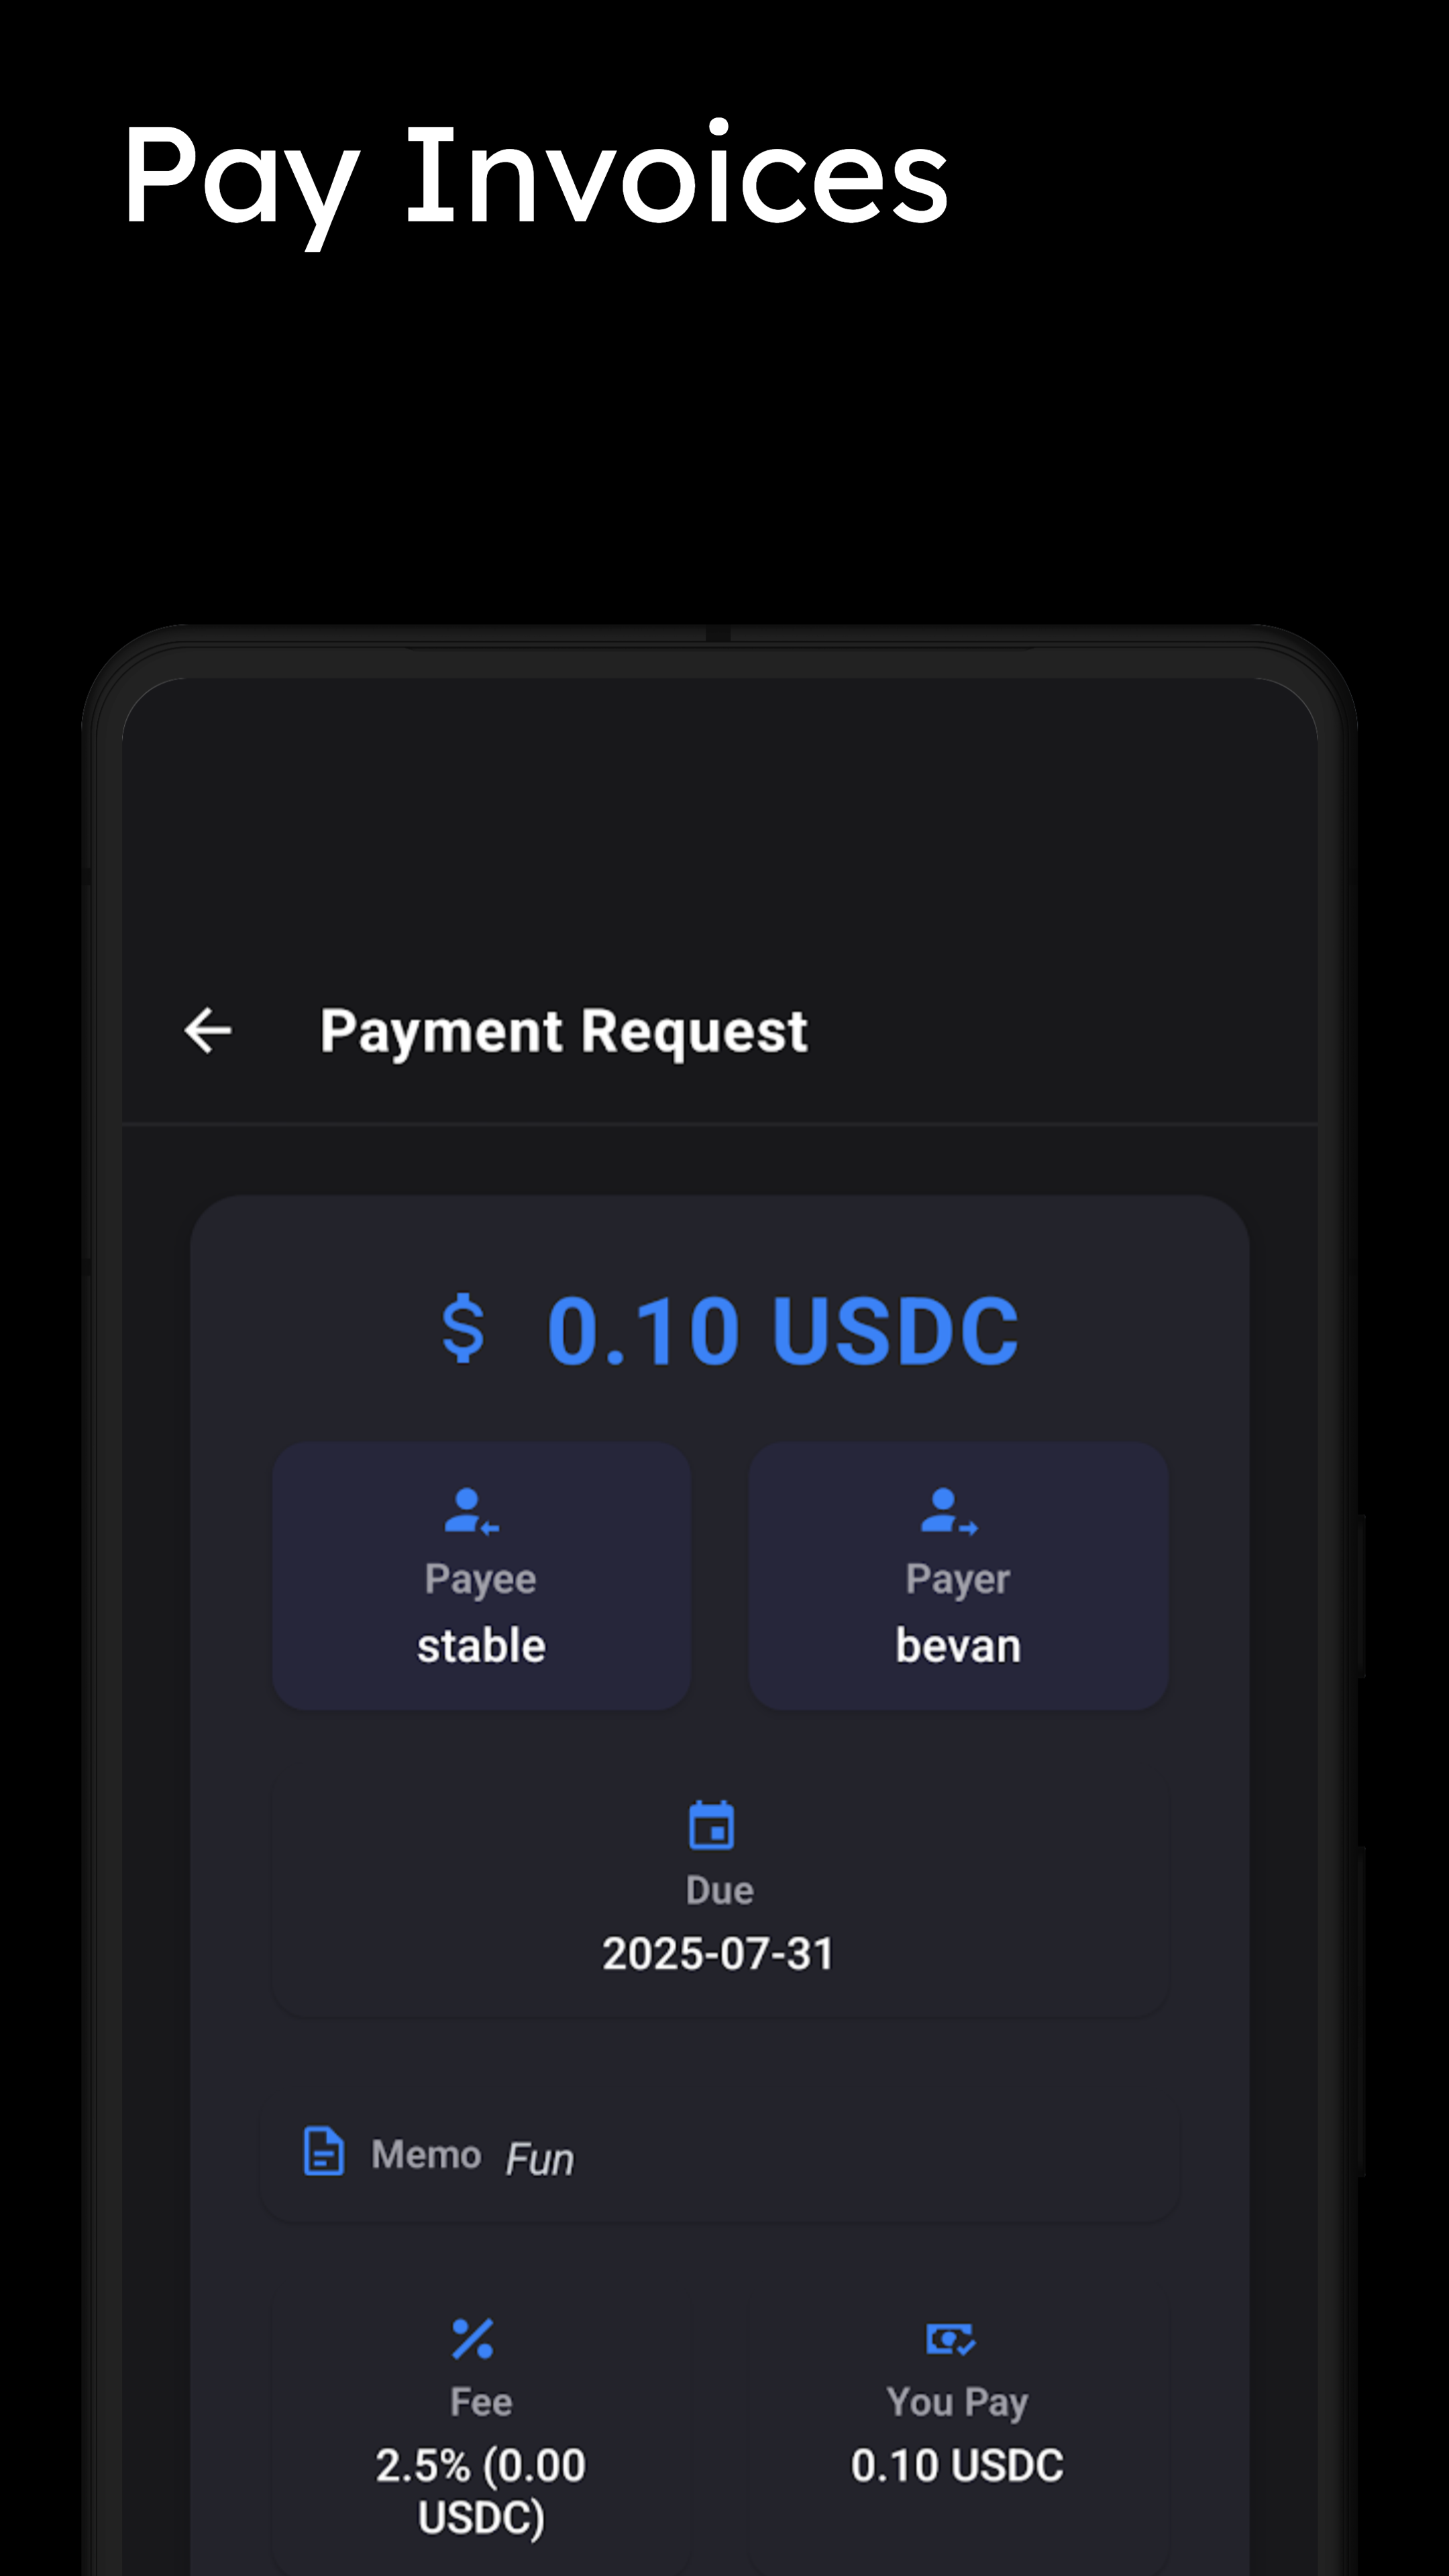 Pay Invoices
Payment Request
$ 0.10 USDC
Payee
stable
Payer
bevan
Due
2025-07-31
Memo Fun
Fee
2.5% (0.00
USDC)
You Pay
0.10 USDC